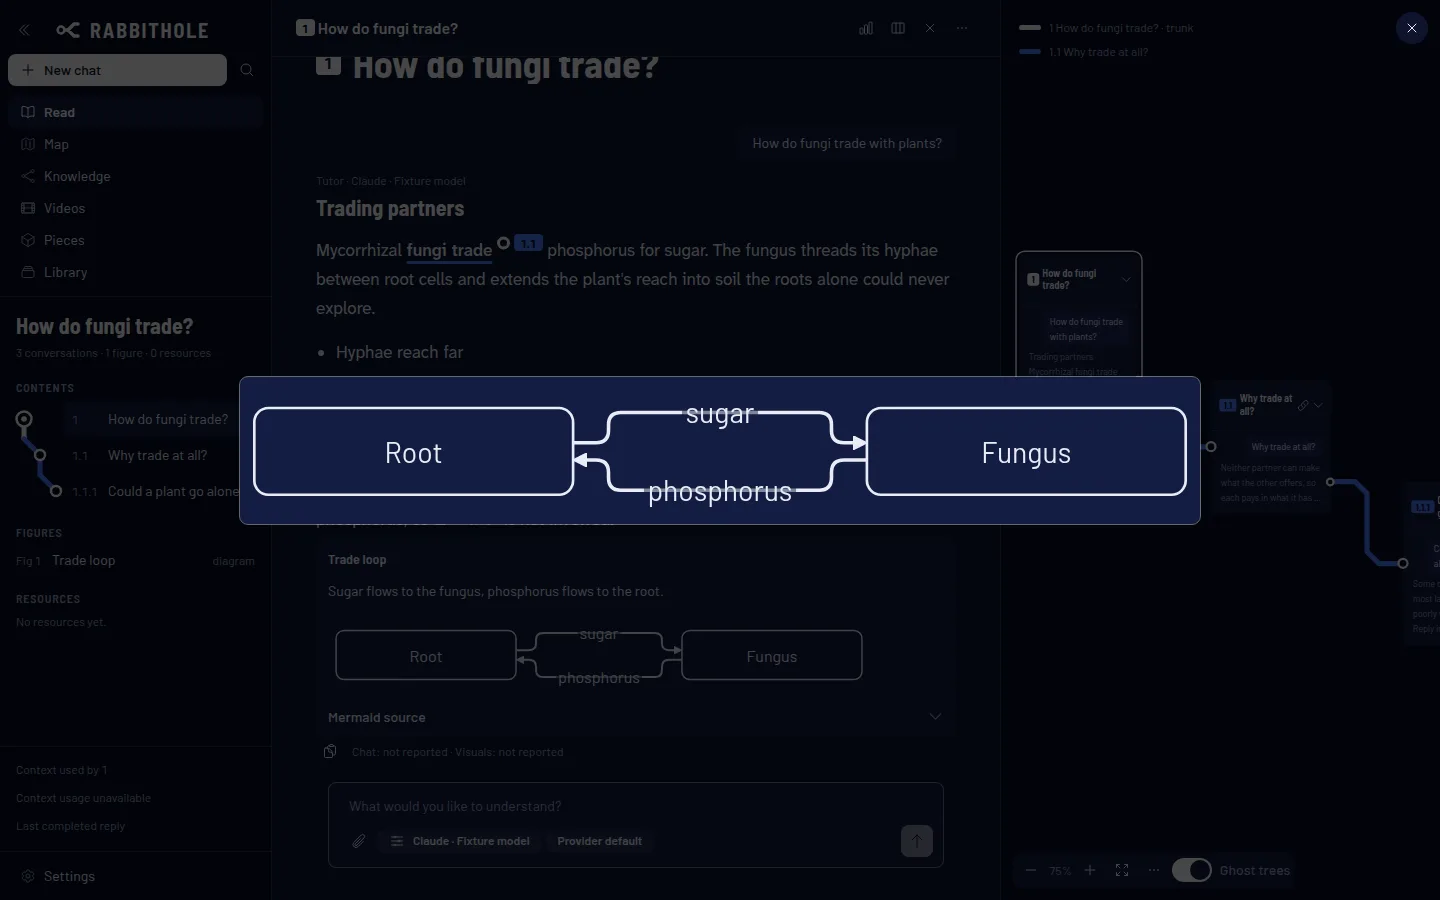 RABBITHOLE
New chat
Read
Map
Knowledge
Videos
Pieces
Library
How do fungi trade?
3 conversations · 1 figure · 0 resources
CONTENTS
1 How do fungi trade?
1.1 Why trade at all?
1.1.1 Could a plant go alone
FIGURES
Fig 1 Trade loop diagram
RESOURCES
No resources yet.
Context used by 1
Context usage unavailable
Last completed reply
Settings
1 How do fungi trade?
1 How do fungi trade?
How do fungi trade with plants?
Tutor · Claude · Fixture model
Trading partners
Mycorrhizal fungi trade 1.1 phosphorus for sugar. The fungus threads its hyphae
between root cells and extends the plant's reach into soil the roots alone could never
explore.
• Hyphae reach far
Root
sugar
phosphorus
Fungus
Trade loop
Sugar flows to the fungus, phosphorus flows to the root.
Root
sugar
phosphorus
Fungus
Mermaid source
Chat: not reported · Visuals: not reported
What would you like to understand?
Claude · Fixture model
Provider default
1 How do fungi trade? · trunk
1.1 Why trade at all?
1 How do fungi
trade?
How do fungi trade
with plants?
Trading partners
Mycorrhizal fungi trade
1.1 Why trade at
all?
Why trade at all?
Neither partner can make
what the other offers, so
each pays in what it has ...
1.1.1
Some
most
poorly
Reply
75%
Ghost trees